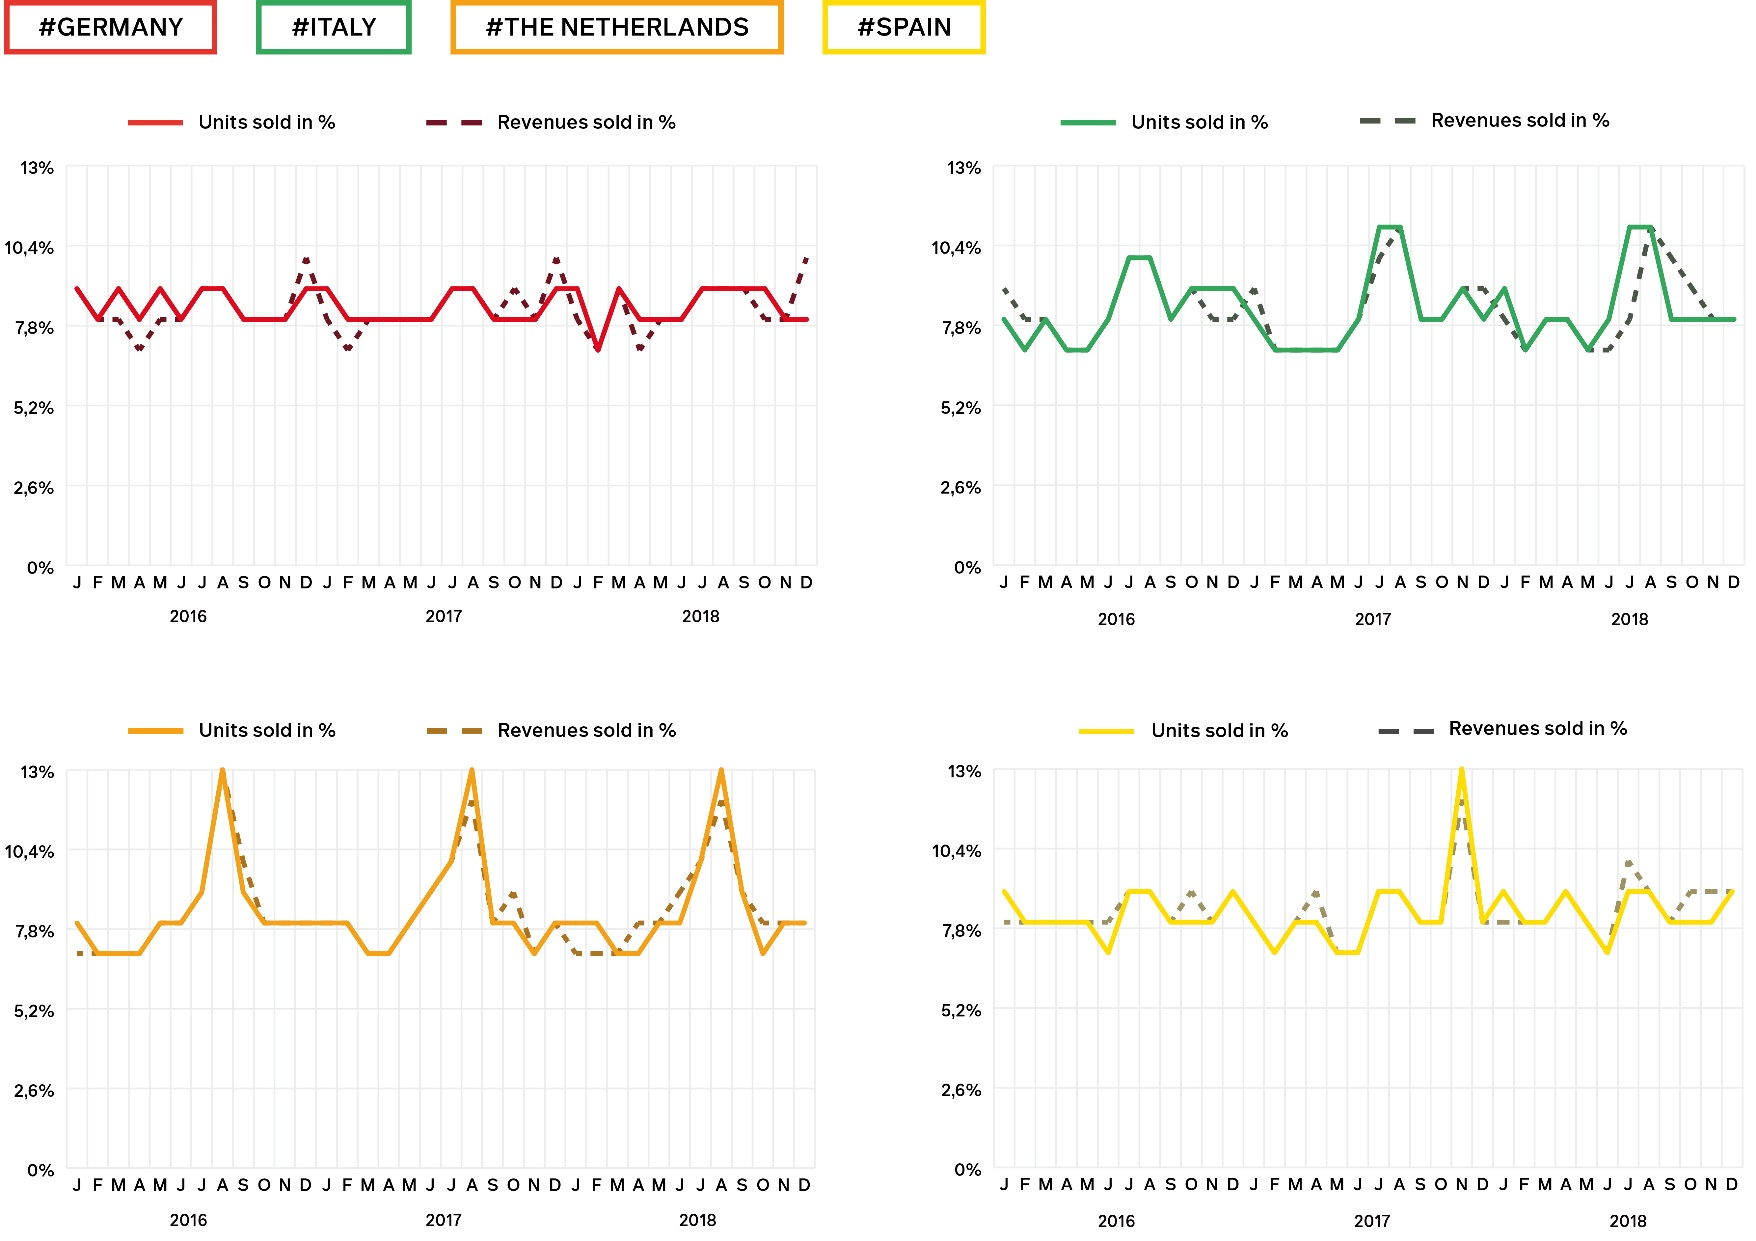 #GERMANY
#ITALY
#THE NETHERLANDS
#SPAIN
Units sold in %
Revenues sold in %
13%
10,4%
7,8%
5,2%
2,6%
0%
J F M A M J J A S O N D J F M A M J J A S O N D J F M A M J J A S O N D
2016 2017 2018
Units sold in %
Revenues sold in %
13%
10,4%
7,8%
5,2%
2,6%
0%
J F M A M J J A S O N D J F M A M J J A S O N D J F M A M J J A S O N D
2016 2017 2018
Units sold in %
Revenues sold in %
13%
10,4%
7,8%
5,2%
2,6%
0%
J F M A M J J A S O N D J F M A M J J A S O N D J F M A M J J A S O N D
2016 2017 2018
Units sold in %
Revenues sold in %
13%
10,4%
7,8%
5,2%
2,6%
0%
J F M A M J J A S O N D J F M A M J J A S O N D J F M A M J J A S O N D
2016 2017 2018